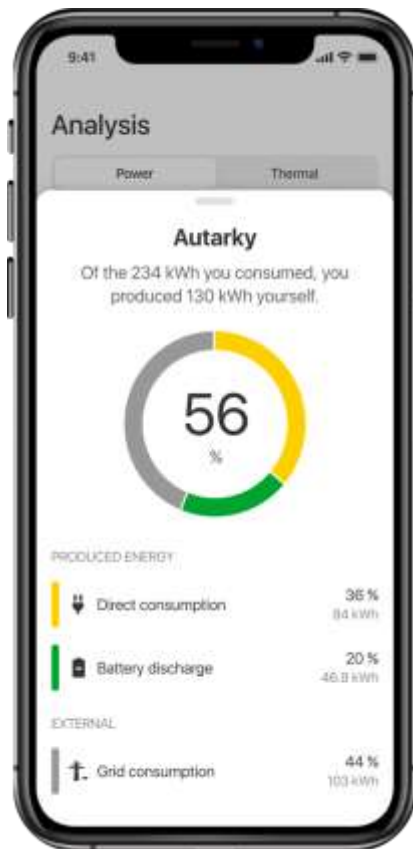 9:41
Analysis
Power Thermal
Autarky
Of the 234 kWh you consumed, you
produced 130 kWh yourself.
56
%
PRODUCED ENERGY
Direct consumption 36 %
84 kWh
Battery discharge 20 %
46.8 kWh
EXTERNAL
Grid consumption 44 %
103 kWh